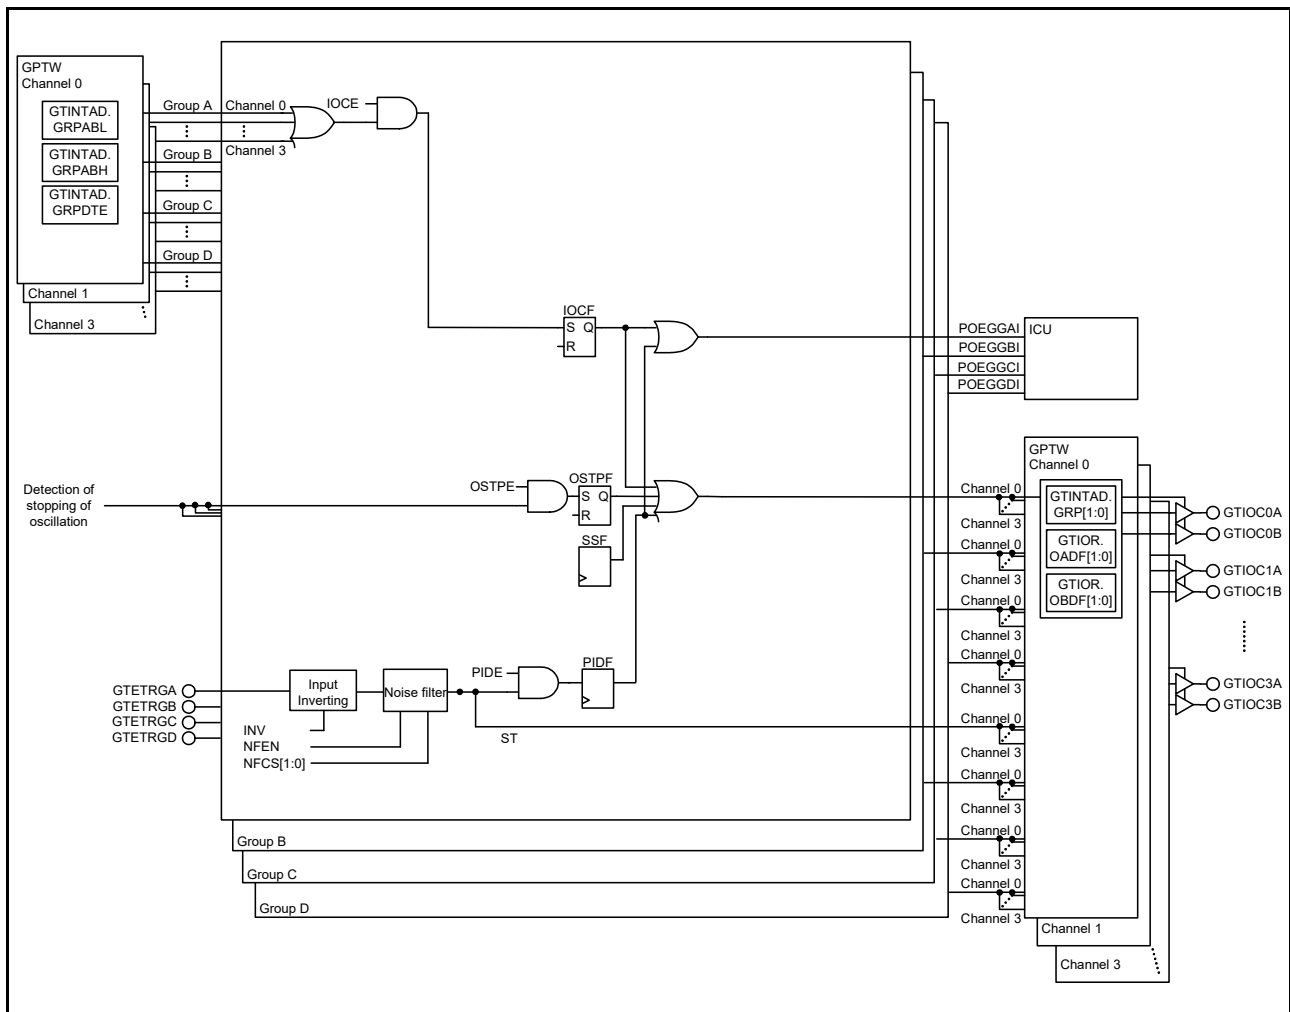 GPTW
Channel 0
GTINTAD.
GRPABL
GTINTAD.
GRPABH
GTINTAD.
GRPDTE
Channel 1
Channel 3
Group A
Group B
Group C
Group D
Channel 0
Channel 3
IOCE
IOCF
S Q
R
Detection of
stopping of
oscillation
OSTPE
OSTPF
S Q
R
SSF
GTETRGA
GTETRGB
GTETRGC
GTETRGD
Input
Inverting
Noise filter
INV
NFEN
NFCS[1:0]
PIDE
PIDF
ST
Group B
Group C
Group D
POEGGAI
POEGGBI
POEGGCI
POEGGDI
ICU
Channel 0
Channel 3
Channel 0
Channel 3
Channel 0
Channel 3
Channel 0
Channel 3
Channel 0
Channel 3
Channel 0
Channel 3
Channel 0
Channel 3
Channel 0
Channel 3
GPTW
Channel 0
GTINTAD.
GRP[1:0]
GTIOR.
OADF[1:0]
GTIOR.
OBDF[1:0]
Channel 1
Channel 3
GTIOC0A
GTIOC0B
GTIOC1A
GTIOC1B
GTIOC3A
GTIOC3B